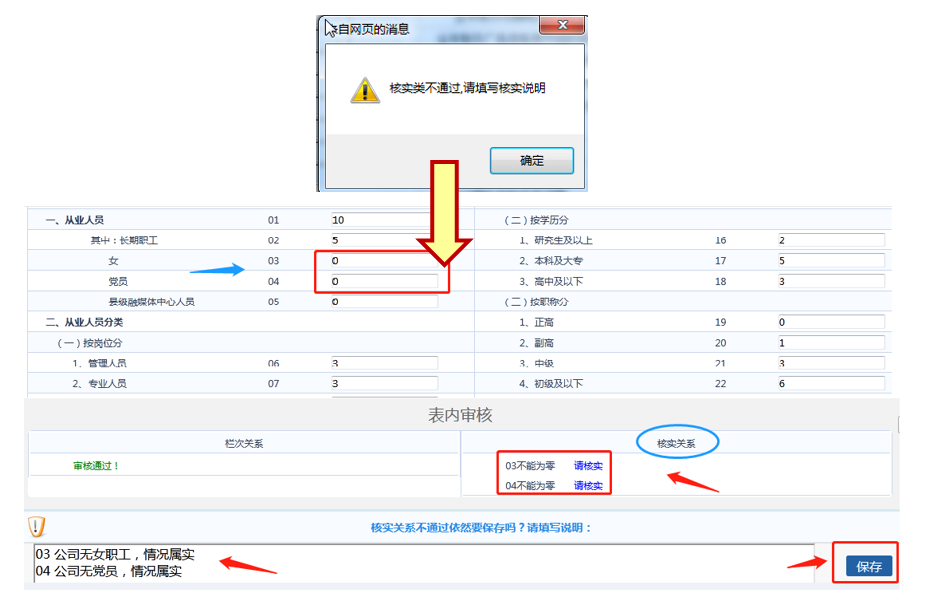 来自网页的消息
核实类不通过,请填写核实说明
确定
一、从业人员 01 10
其中：长期职工 02 5
女 03 0
党员 04 0
县级融媒体中心人员 05 0
二、从业人员分类
（一）按岗位分
1、管理人员 06 3
2、专业人员 07 3
（二）按学历分
1、研究生及以上 16 2
2、本科及大专 17 5
3、高中及以下 18 3
（二）按职称分
1、正高 19 0
2、副高 20 1
3、中级 21 3
4、初级及以下 22 6
表内审核
栏次关系
审核通过！
核实关系
03不能为零 请核实
04不能为零 请核实
核实关系不通过依然要保存吗？请填写说明：
03 公司无女职工，情况属实
04 公司无党员，情况属实
保存